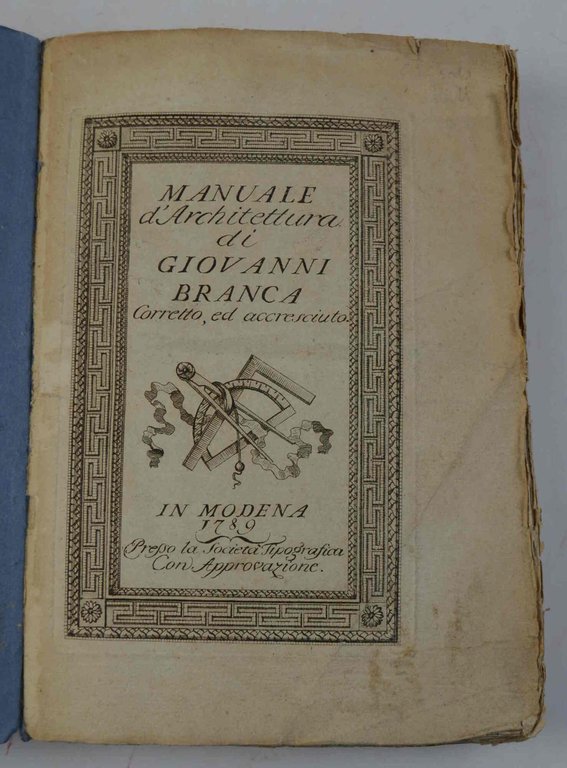 MANUALE
d'Architettura
di
GIOVANNI
BRANCA
Corretto, ed accresciuto.
IN MODENA
1789
Presso la Società Tipografica
Con Approvazione.